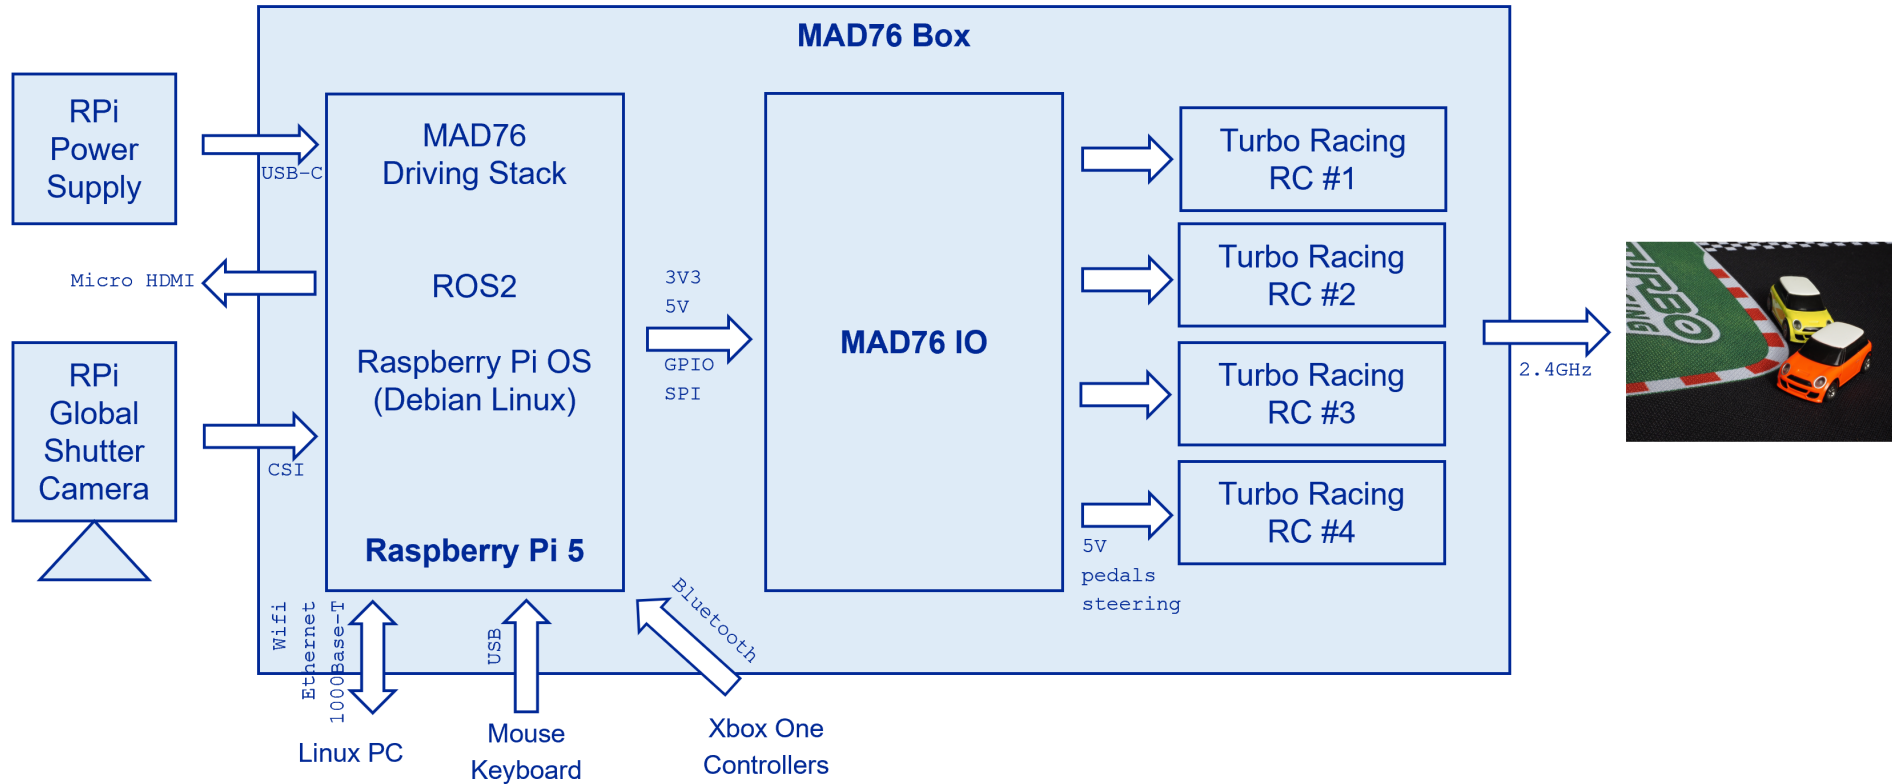 MAD76 Box
RPi
Power
Supply
USB-C
Micro HDMI
RPi
Global
Shutter
Camera
CSI
MAD76
Driving Stack
ROS2
Raspberry Pi OS
(Debian Linux)
Raspberry Pi 5
3V3
5V
GPIO
SPI
MAD76 IO
Turbo Racing
RC #1
Turbo Racing
RC #2
Turbo Racing
RC #3
Turbo Racing
RC #4
5V
pedals
steering
2.4GHz
Wifi
Ethernet
1000Base-T
Linux PC
USB
Mouse
Keyboard
Bluetooth
Xbox One
Controllers